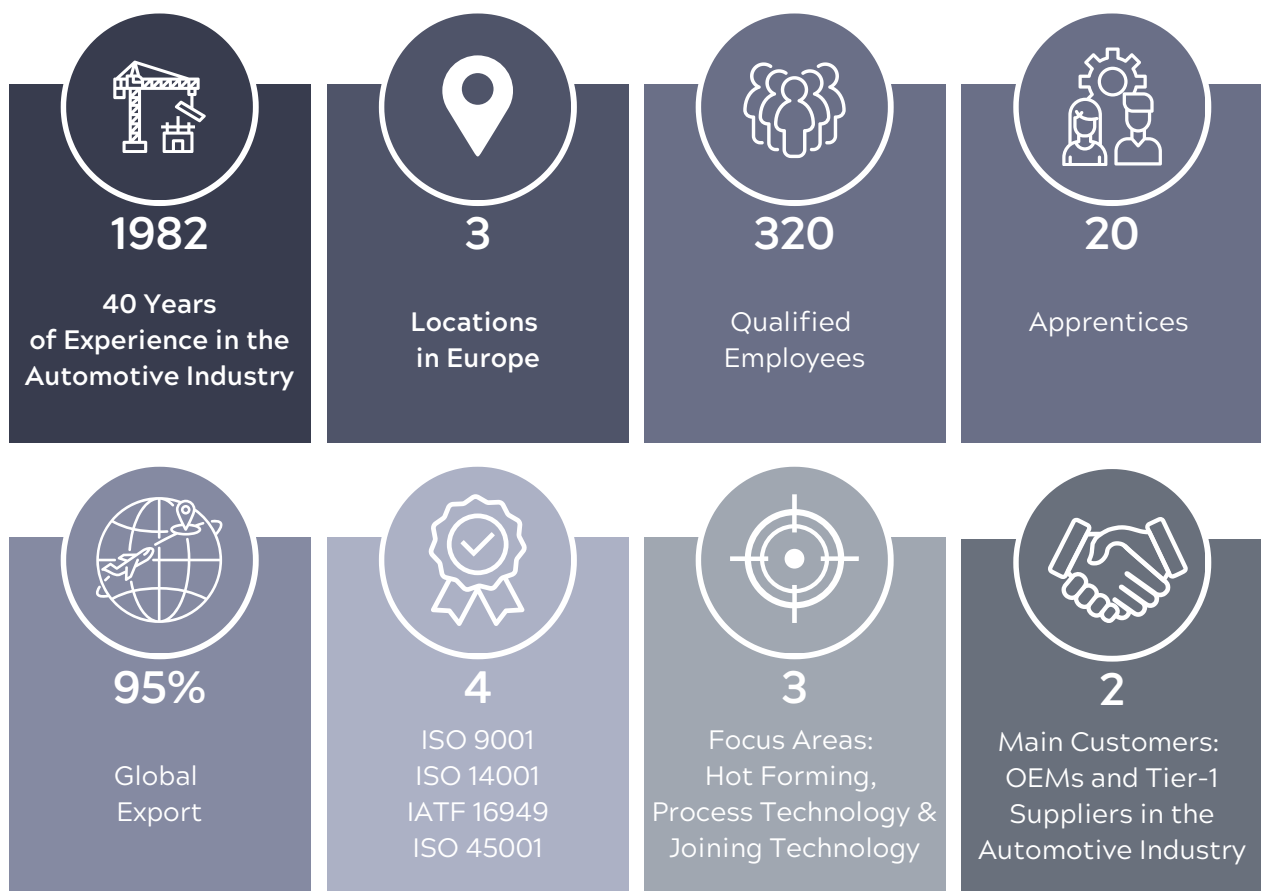 1982
40 Years
of Experience in the
Automotive Industry
3
Locations
in Europe
320
Qualified
Employees
20
Apprentices
95%
Global
Export
4
ISO 9001
ISO 14001
IATF 16949
ISO 45001
3
Focus Areas:
Hot Forming,
Process Technology &
Joining Technology
2
Main Customers:
OEMs and Tier-1
Suppliers in the
Automotive Industry